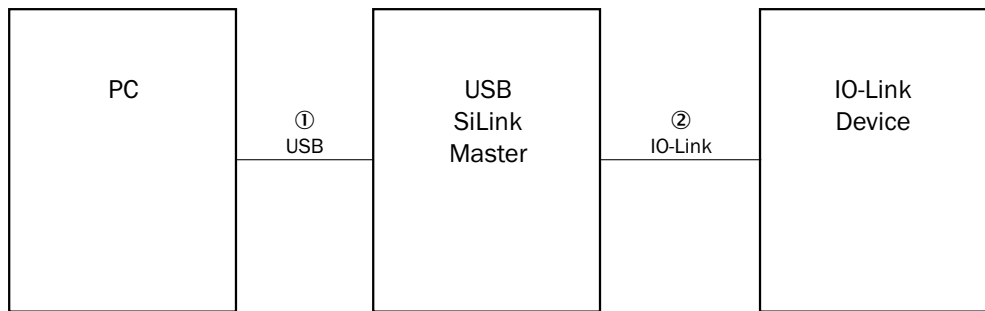 PC
①
USB
USB
SiLink
Master
②
IO-Link
IO-Link
Device